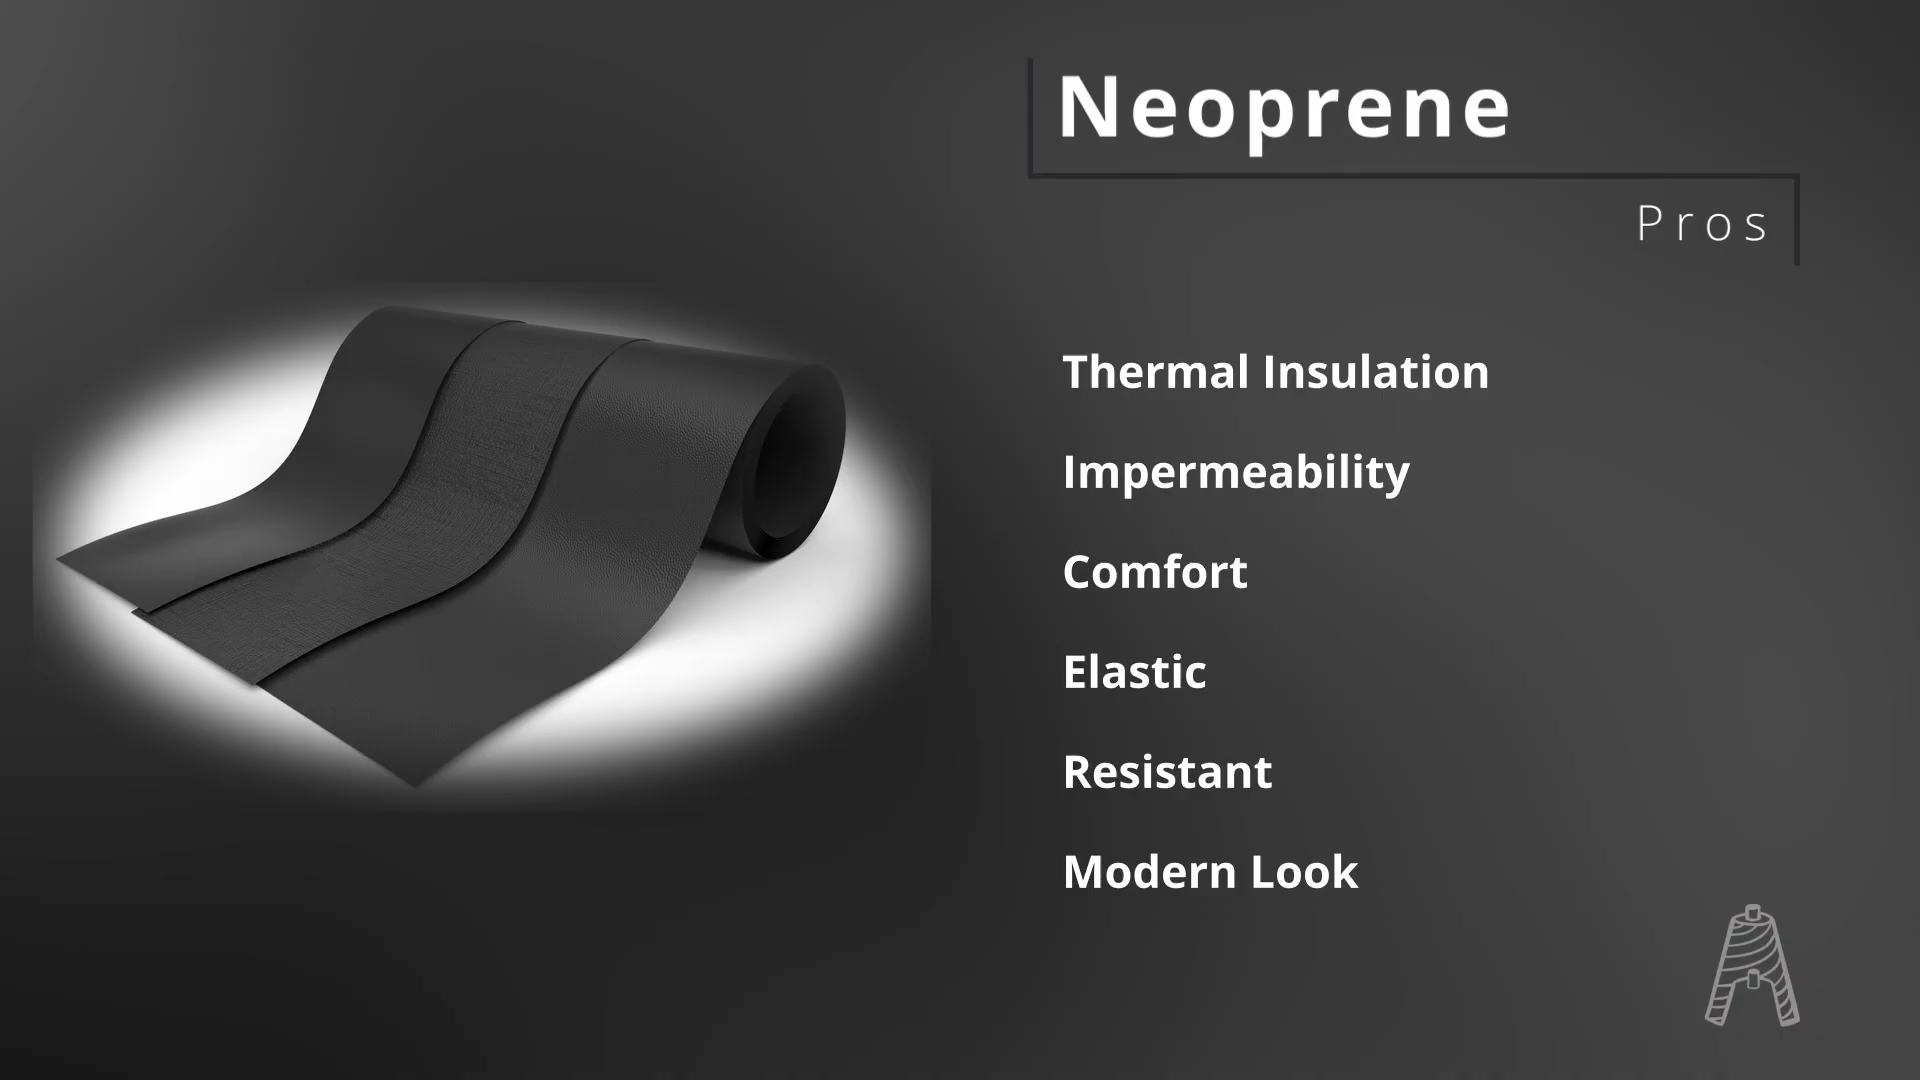 Neoprene
Pros
Thermal Insulation
Impermeability
Comfort
Elastic
Resistant
Modern Look